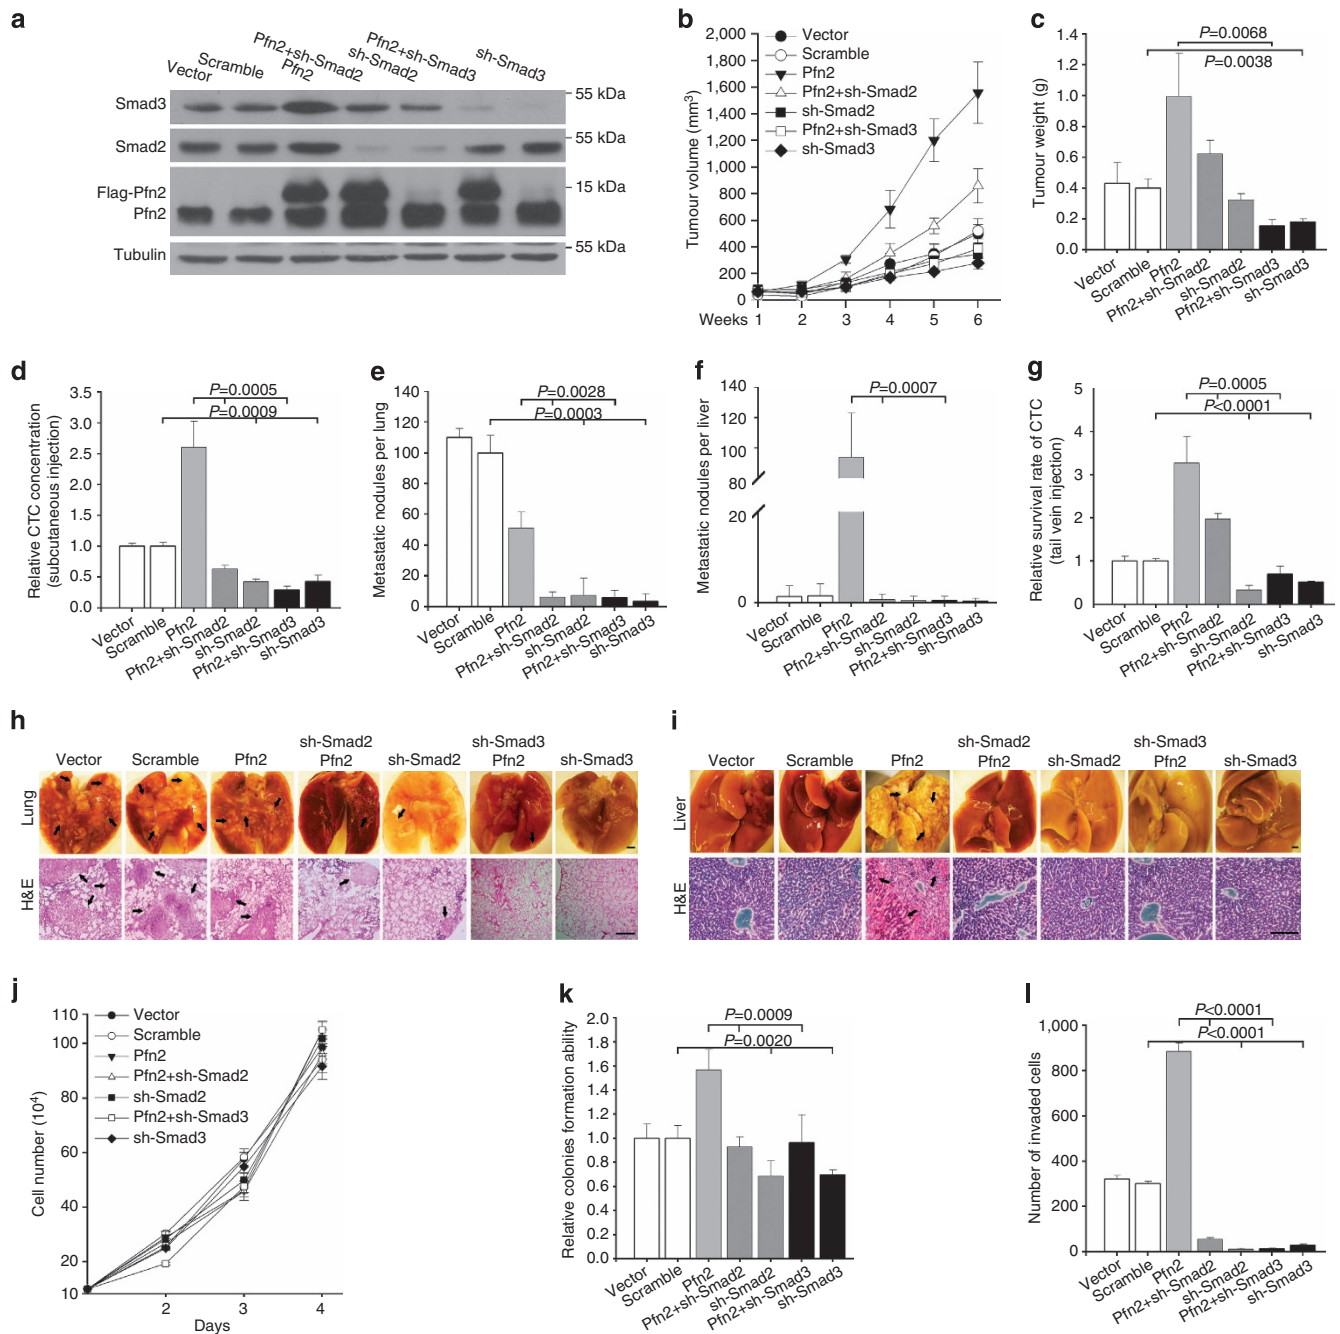 a
Vector
Scramble
Pfn2
Pfn2+sh-Smad2
sh-Smad2
Pfn2+sh-Smad3
sh-Smad3
Smad3
55 kDa
Smad2
55 kDa
Flag-Pfn2
15 kDa
Pfn2
Tubulin
55 kDa
b
Tumour volume (mm³)
2,000
1,800
1,600
1,400
1,200
1,000
800
600
400
200
0
Vector
Scramble
Pfn2
Pfn2+sh-Smad2
sh-Smad2
Pfn2+sh-Smad3
sh-Smad3
Weeks 1 2 3 4 5 6
c
Tumour weight (g)
1.4
1.2
1.0
0.8
0.6
0.4
0.2
0.0
P=0.0068
P=0.0038
Vector
Scramble
Pfn2
Pfn2+sh-Smad2
sh-Smad2
Pfn2+sh-Smad3
sh-Smad3
d
Relative CTC concentration
(subcutaneous injection)
3.5
3.0
2.5
2.0
1.5
1.0
0.5
0.0
P=0.0005
P=0.0009
Vector
Scramble
Pfn2
Pfn2+sh-Smad2
sh-Smad2
Pfn2+sh-Smad3
sh-Smad3
e
Metastatic nodules per lung
140
120
100
80
60
40
20
0
P=0.0028
P=0.0003
Vector
Scramble
Pfn2
Pfn2+sh-Smad2
sh-Smad2
Pfn2+sh-Smad3
sh-Smad3
f
Metastatic nodules per liver
140
120
100
80
20
0
P=0.0007
Vector
Scramble
Pfn2
Pfn2+sh-Smad2
sh-Smad2
Pfn2+sh-Smad3
sh-Smad3
g
Relative survival rate of CTC
(tail vein injection)
5
4
3
2
1
0
P=0.0005
P<0.0001
Vector
Scramble
Pfn2
Pfn2+sh-Smad2
sh-Smad2
Pfn2+sh-Smad3
sh-Smad3
h
sh-Smad2 sh-Smad3
Vector Scramble Pfn2 Pfn2 sh-Smad2 Pfn2 sh-Smad3
Lung
H&E
i
sh-Smad2 sh-Smad3
Vector Scramble Pfn2 Pfn2 sh-Smad2 Pfn2 sh-Smad3
Liver
H&E
j
Cell number (10⁴)
110
100
80
60
40
20
10
Vector
Scramble
Pfn2
Pfn2+sh-Smad2
sh-Smad2
Pfn2+sh-Smad3
sh-Smad3
2 3 4
Days
k
Relative colonies formation ability
2.0
1.8
1.6
1.4
1.2
1.0
0.8
0.6
0.4
0.2
0.0
P=0.0009
P=0.0020
Vector
Scramble
Pfn2
Pfn2+sh-Smad2
sh-Smad2
Pfn2+sh-Smad3
sh-Smad3
l
Number of invaded cells
1,000
800
600
400
200
0
P<0.0001
P<0.0001
Vector
Scramble
Pfn2
Pfn2+sh-Smad2
sh-Smad2
Pfn2+sh-Smad3
sh-Smad3